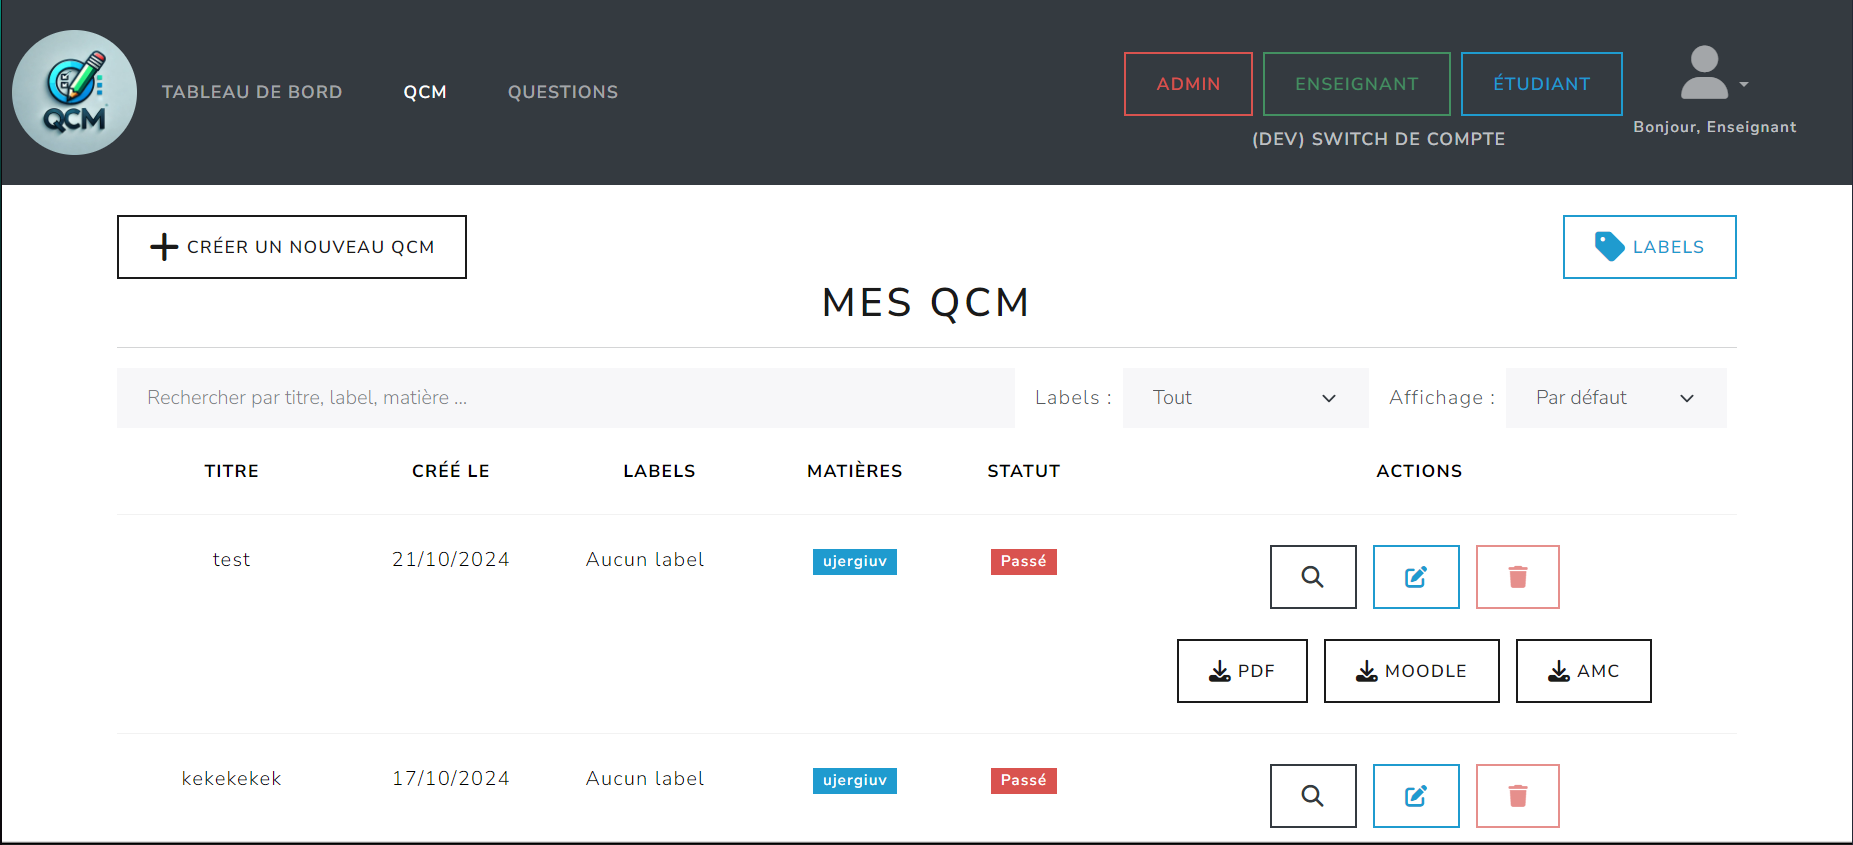 QCM
TABLEAU DE BORD
QCM
QUESTIONS
ADMIN
ENSEIGNANT
ÉTUDIANT
(DEV) SWITCH DE COMPTE
Bonjour, Enseignant
CRÉER UN NOUVEAU QCM
LABELS
MES QCM
Rechercher par titre, label, matière ...
Labels :
Tout
Affichage :
Par défaut
TITRE CRÉÉ LE LABELS MATIÈRES STATUT ACTIONS
test 21/10/2024 Aucun label ujergiuv Passé
PDF MOODLE AMC
kekekekek 17/10/2024 Aucun label ujergiuv Passé